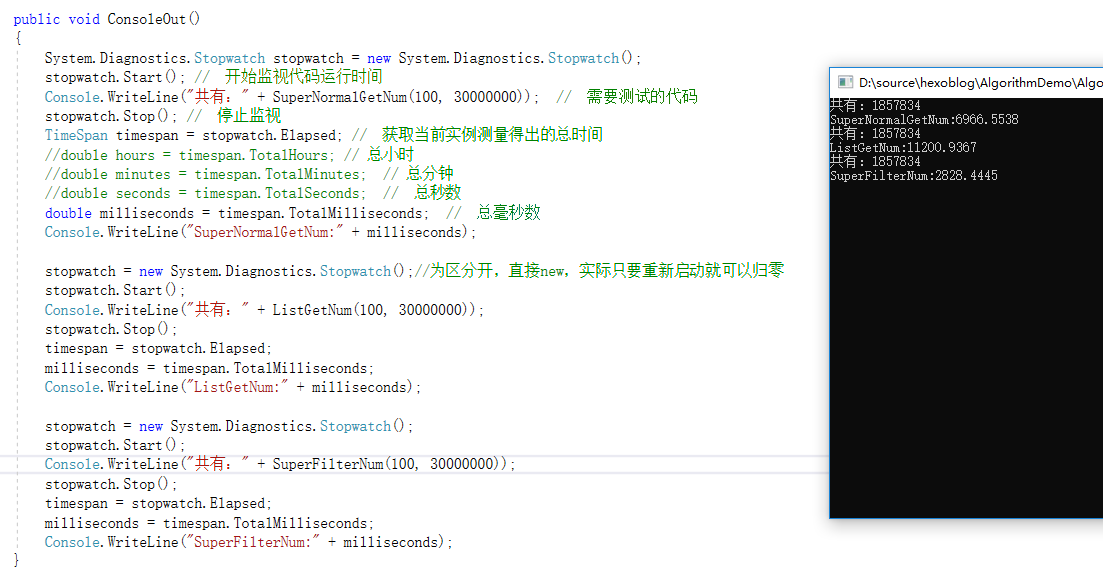 public void ConsoleOut()
{
System.Diagnostics.Stopwatch stopwatch = new System.Diagnostics.Stopwatch();
stopwatch.Start(); //  开始监视代码运行时间
Console.WriteLine("共有：" + SuperNormalGetNum(100, 30000000));  //  需要测试的代码
stopwatch.Stop(); //  停止监视
TimeSpan timespan = stopwatch.Elapsed; //  获取当前实例测量得出的总时间
//double hours = timespan.TotalHours; // 总小时
//double minutes = timespan.TotalMinutes;  // 总分钟
//double seconds = timespan.TotalSeconds;  //  总秒数
double milliseconds = timespan.TotalMilliseconds;  //  总毫秒数
Console.WriteLine("SuperNormalGetNum:" + milliseconds);
stopwatch = new System.Diagnostics.Stopwatch();//为区分开，直接new，实际只要重新启动就可以归零
stopwatch.Start();
Console.WriteLine("共有：" + ListGetNum(100, 30000000));
stopwatch.Stop();
timespan = stopwatch.Elapsed;
milliseconds = timespan.TotalMilliseconds;
Console.WriteLine("ListGetNum:" + milliseconds);
stopwatch = new System.Diagnostics.Stopwatch();
stopwatch.Start();
Console.WriteLine("共有：" + SuperFilterNum(100, 30000000));
stopwatch.Stop();
timespan = stopwatch.Elapsed;
milliseconds = timespan.TotalMilliseconds;
Console.WriteLine("SuperFilterNum:" + milliseconds);
}
D:\source\hexoblog\AlgorithmDemo\Algo
共有：1857834
SuperNormalGetNum:6966.5538
共有：1857834
ListGetNum:11200.9367
共有：1857834
SuperFilterNum:2828.4445